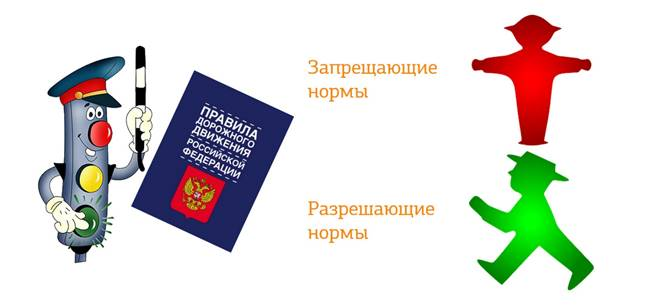 ПРАВИЛА
ДОРОЖНОГО
ДВИЖЕНИЯ
РОССИЙСКОЙ
ФЕДЕРАЦИИ
Запрещающие
нормы
Разрешающие
нормы